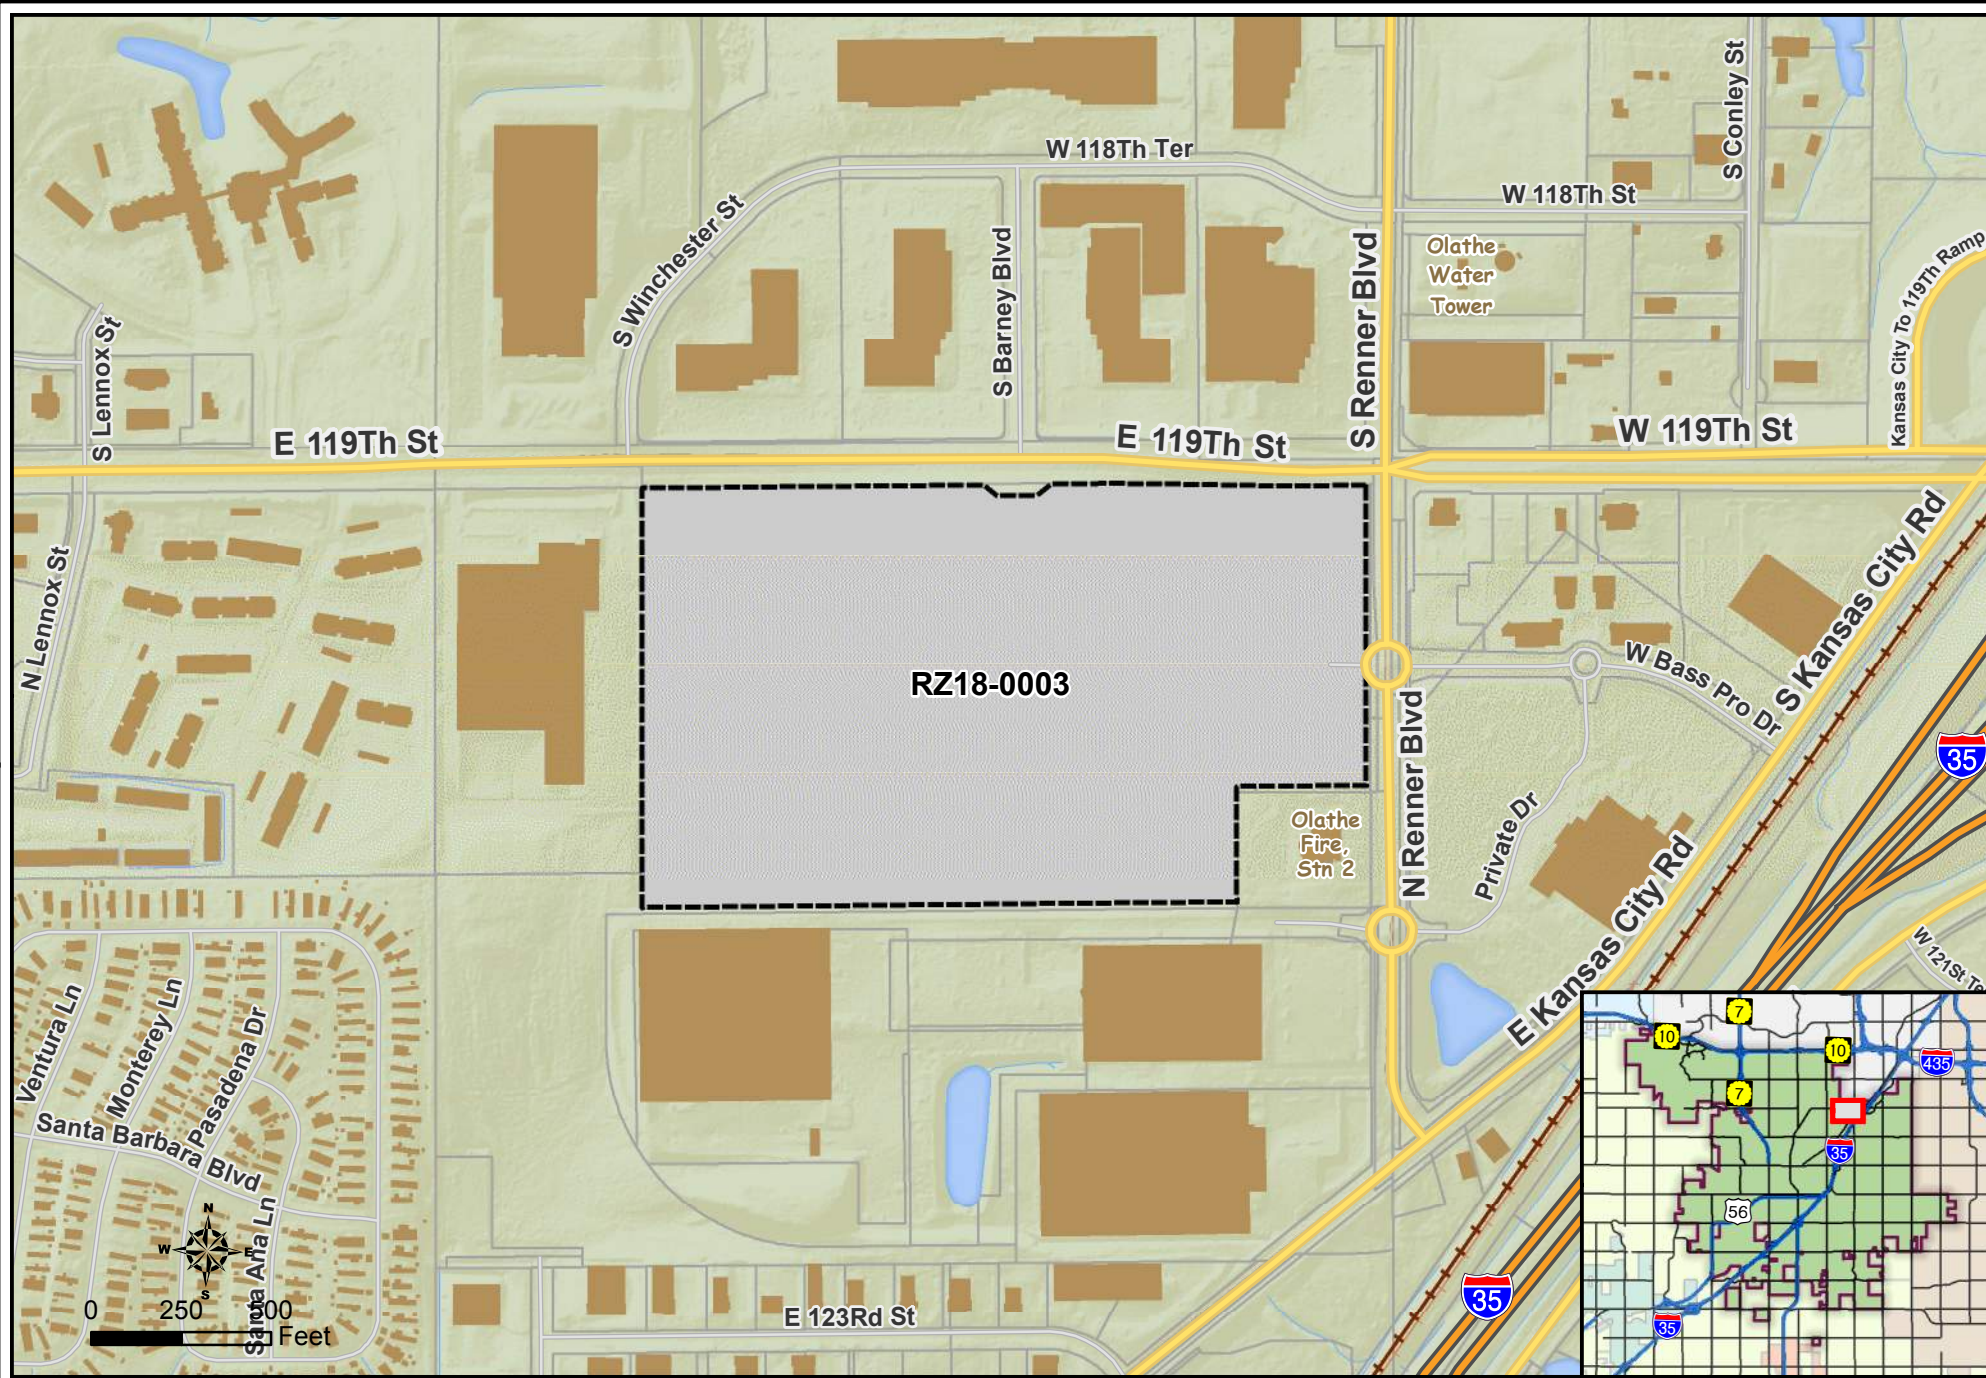 S Conley St
W 118Th Ter
W 118Th St
S Winchester St
S Barney Blvd
S Renner Blvd
Olathe
Water
Tower
Kansas City To 119Th Ramp
S Lennox St
E 119Th St
E 119Th St
W 119Th St
N Lennox St
S Kansas City Rd
RZ18-0003
W Bass Pro Dr
35
N Renner Blvd
Private Dr
Olathe
Fire,
Stn 2
E Kansas City Rd
W 121St Te
Ventura Ln
Monterey Ln
Pasadena Dr
Santa Barbara Blvd
Santa Ana Ln
N
W E
S
0 250 500
Feet
E 123Rd St
35
7
10
10
435
7
35
56
35